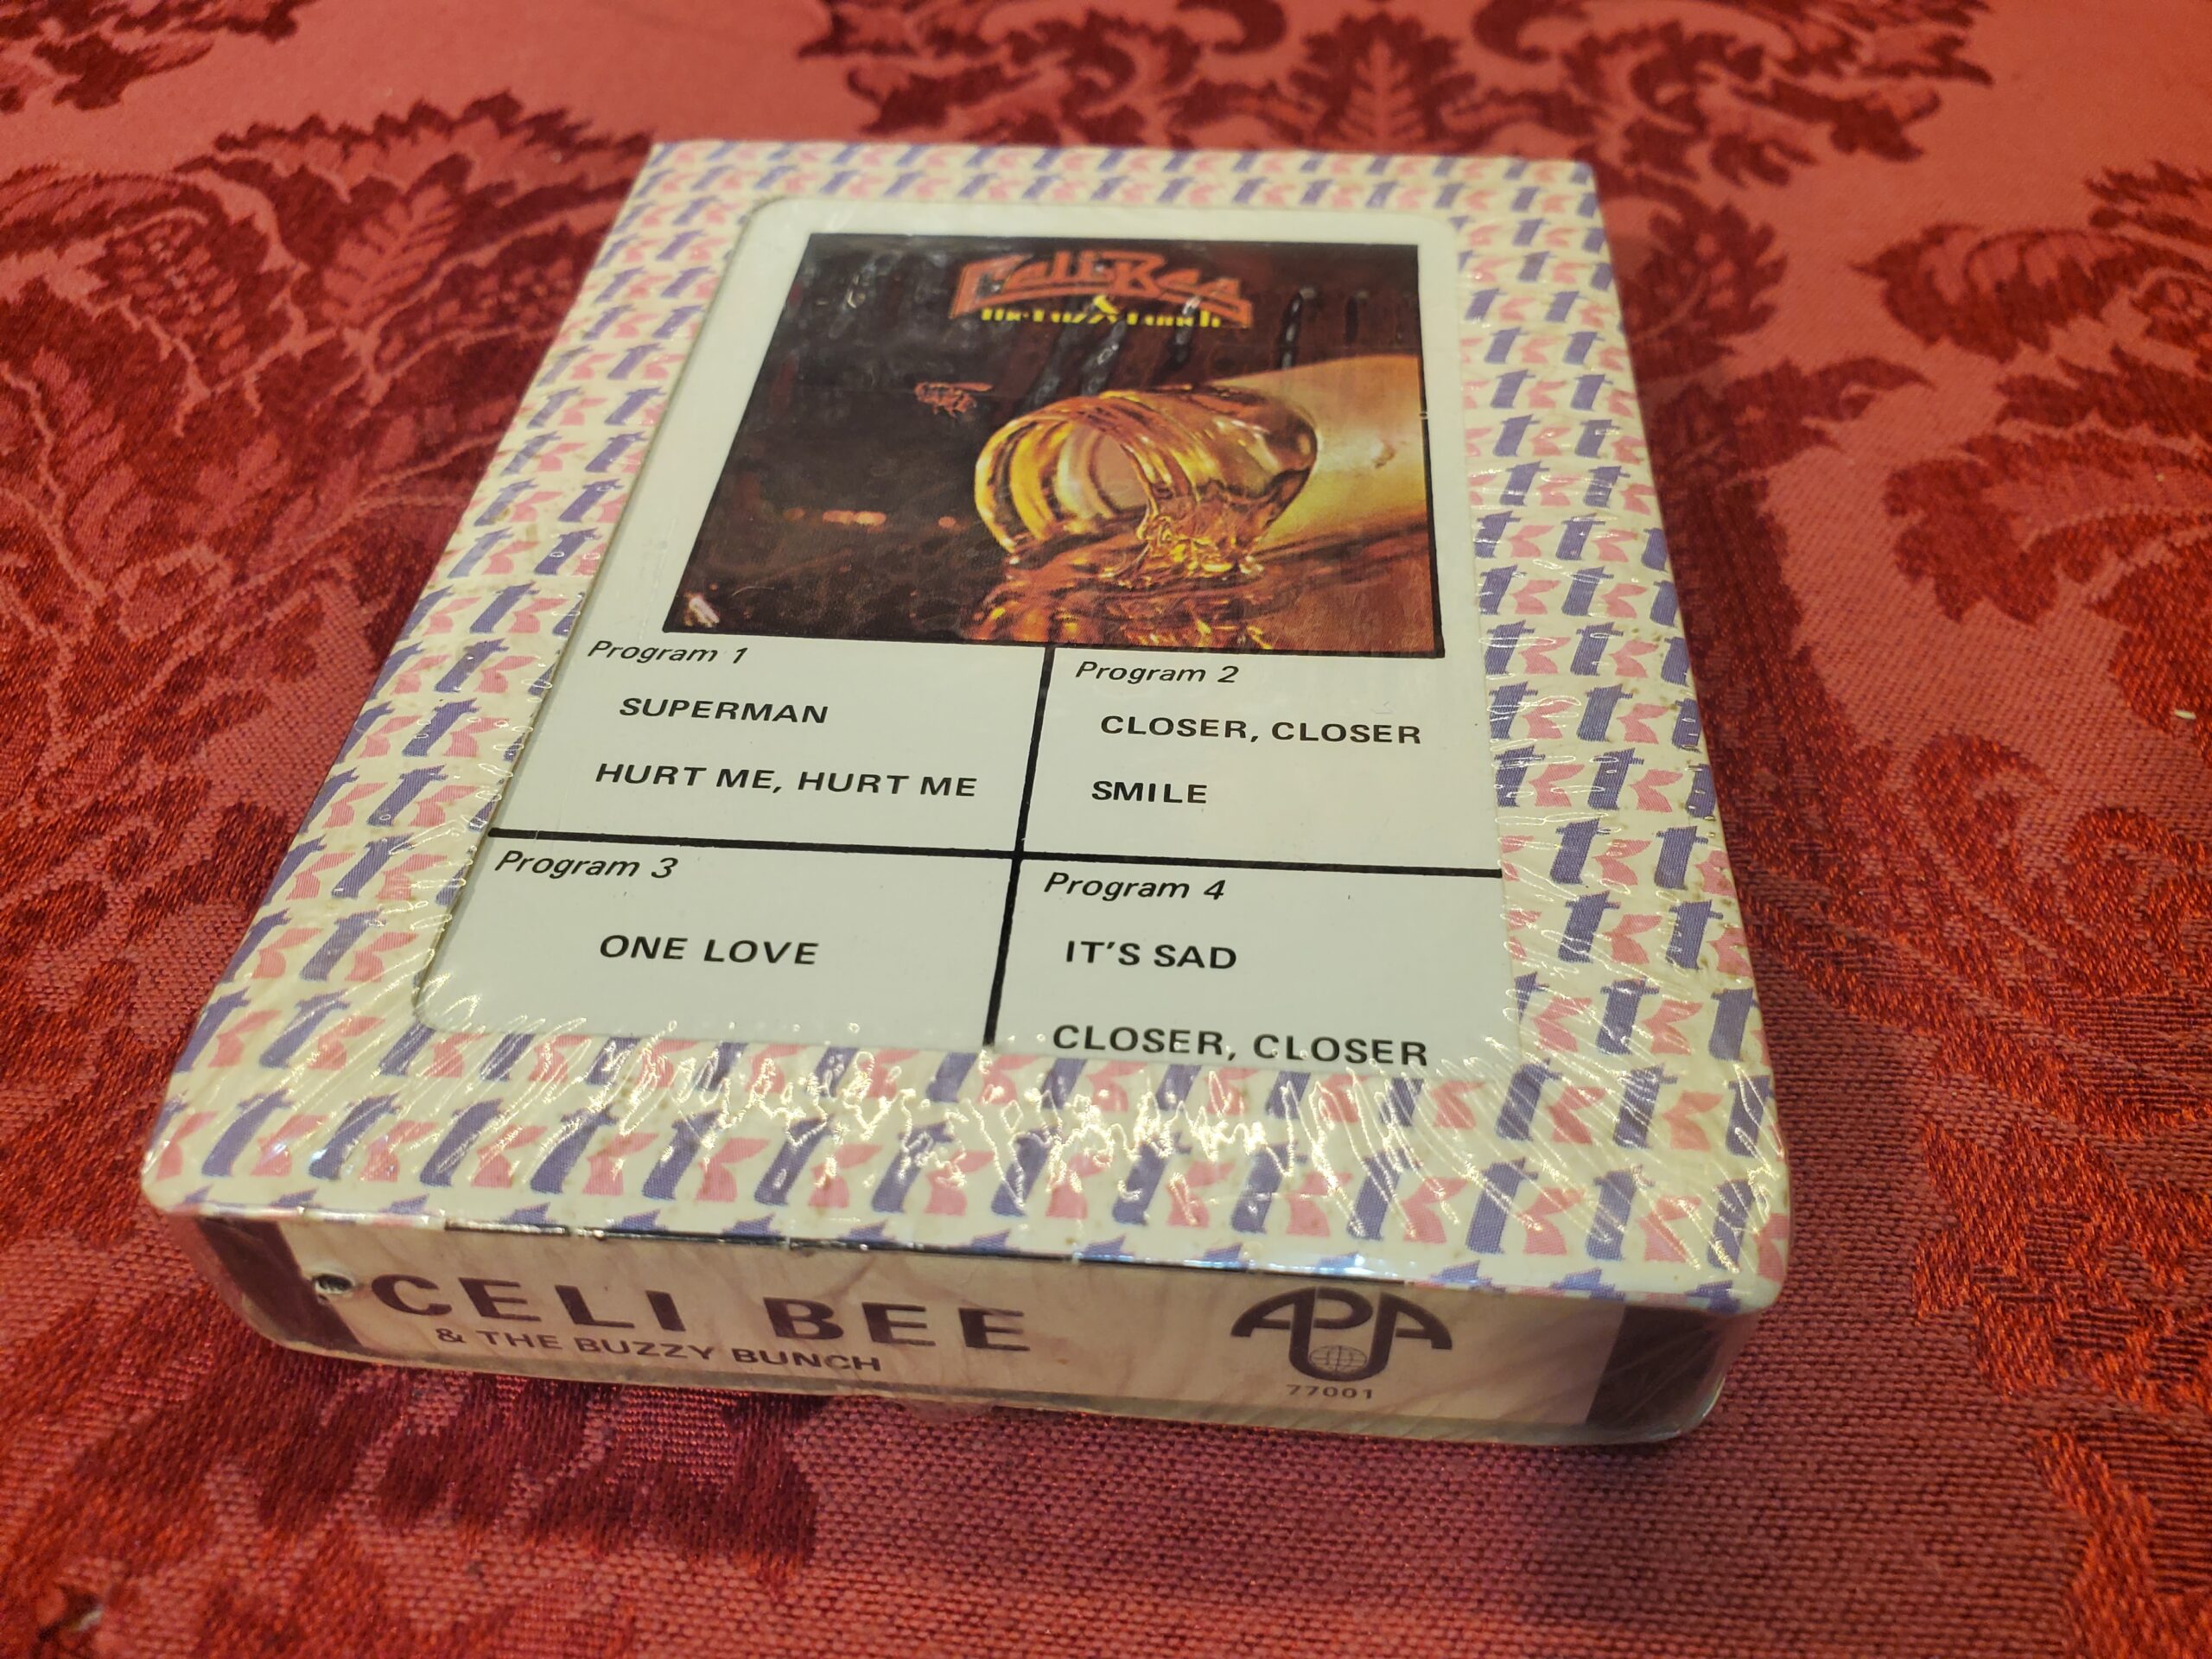 Celi Bee
&
The Buzzy Bunch
Program 1
SUPERMAN
HURT ME, HURT ME
Program 2
CLOSER, CLOSER
SMILE
Program 3
ONE LOVE
Program 4
IT'S SAD
CLOSER, CLOSER
CELI BEE
& THE BUZZY BUNCH
APA
77001